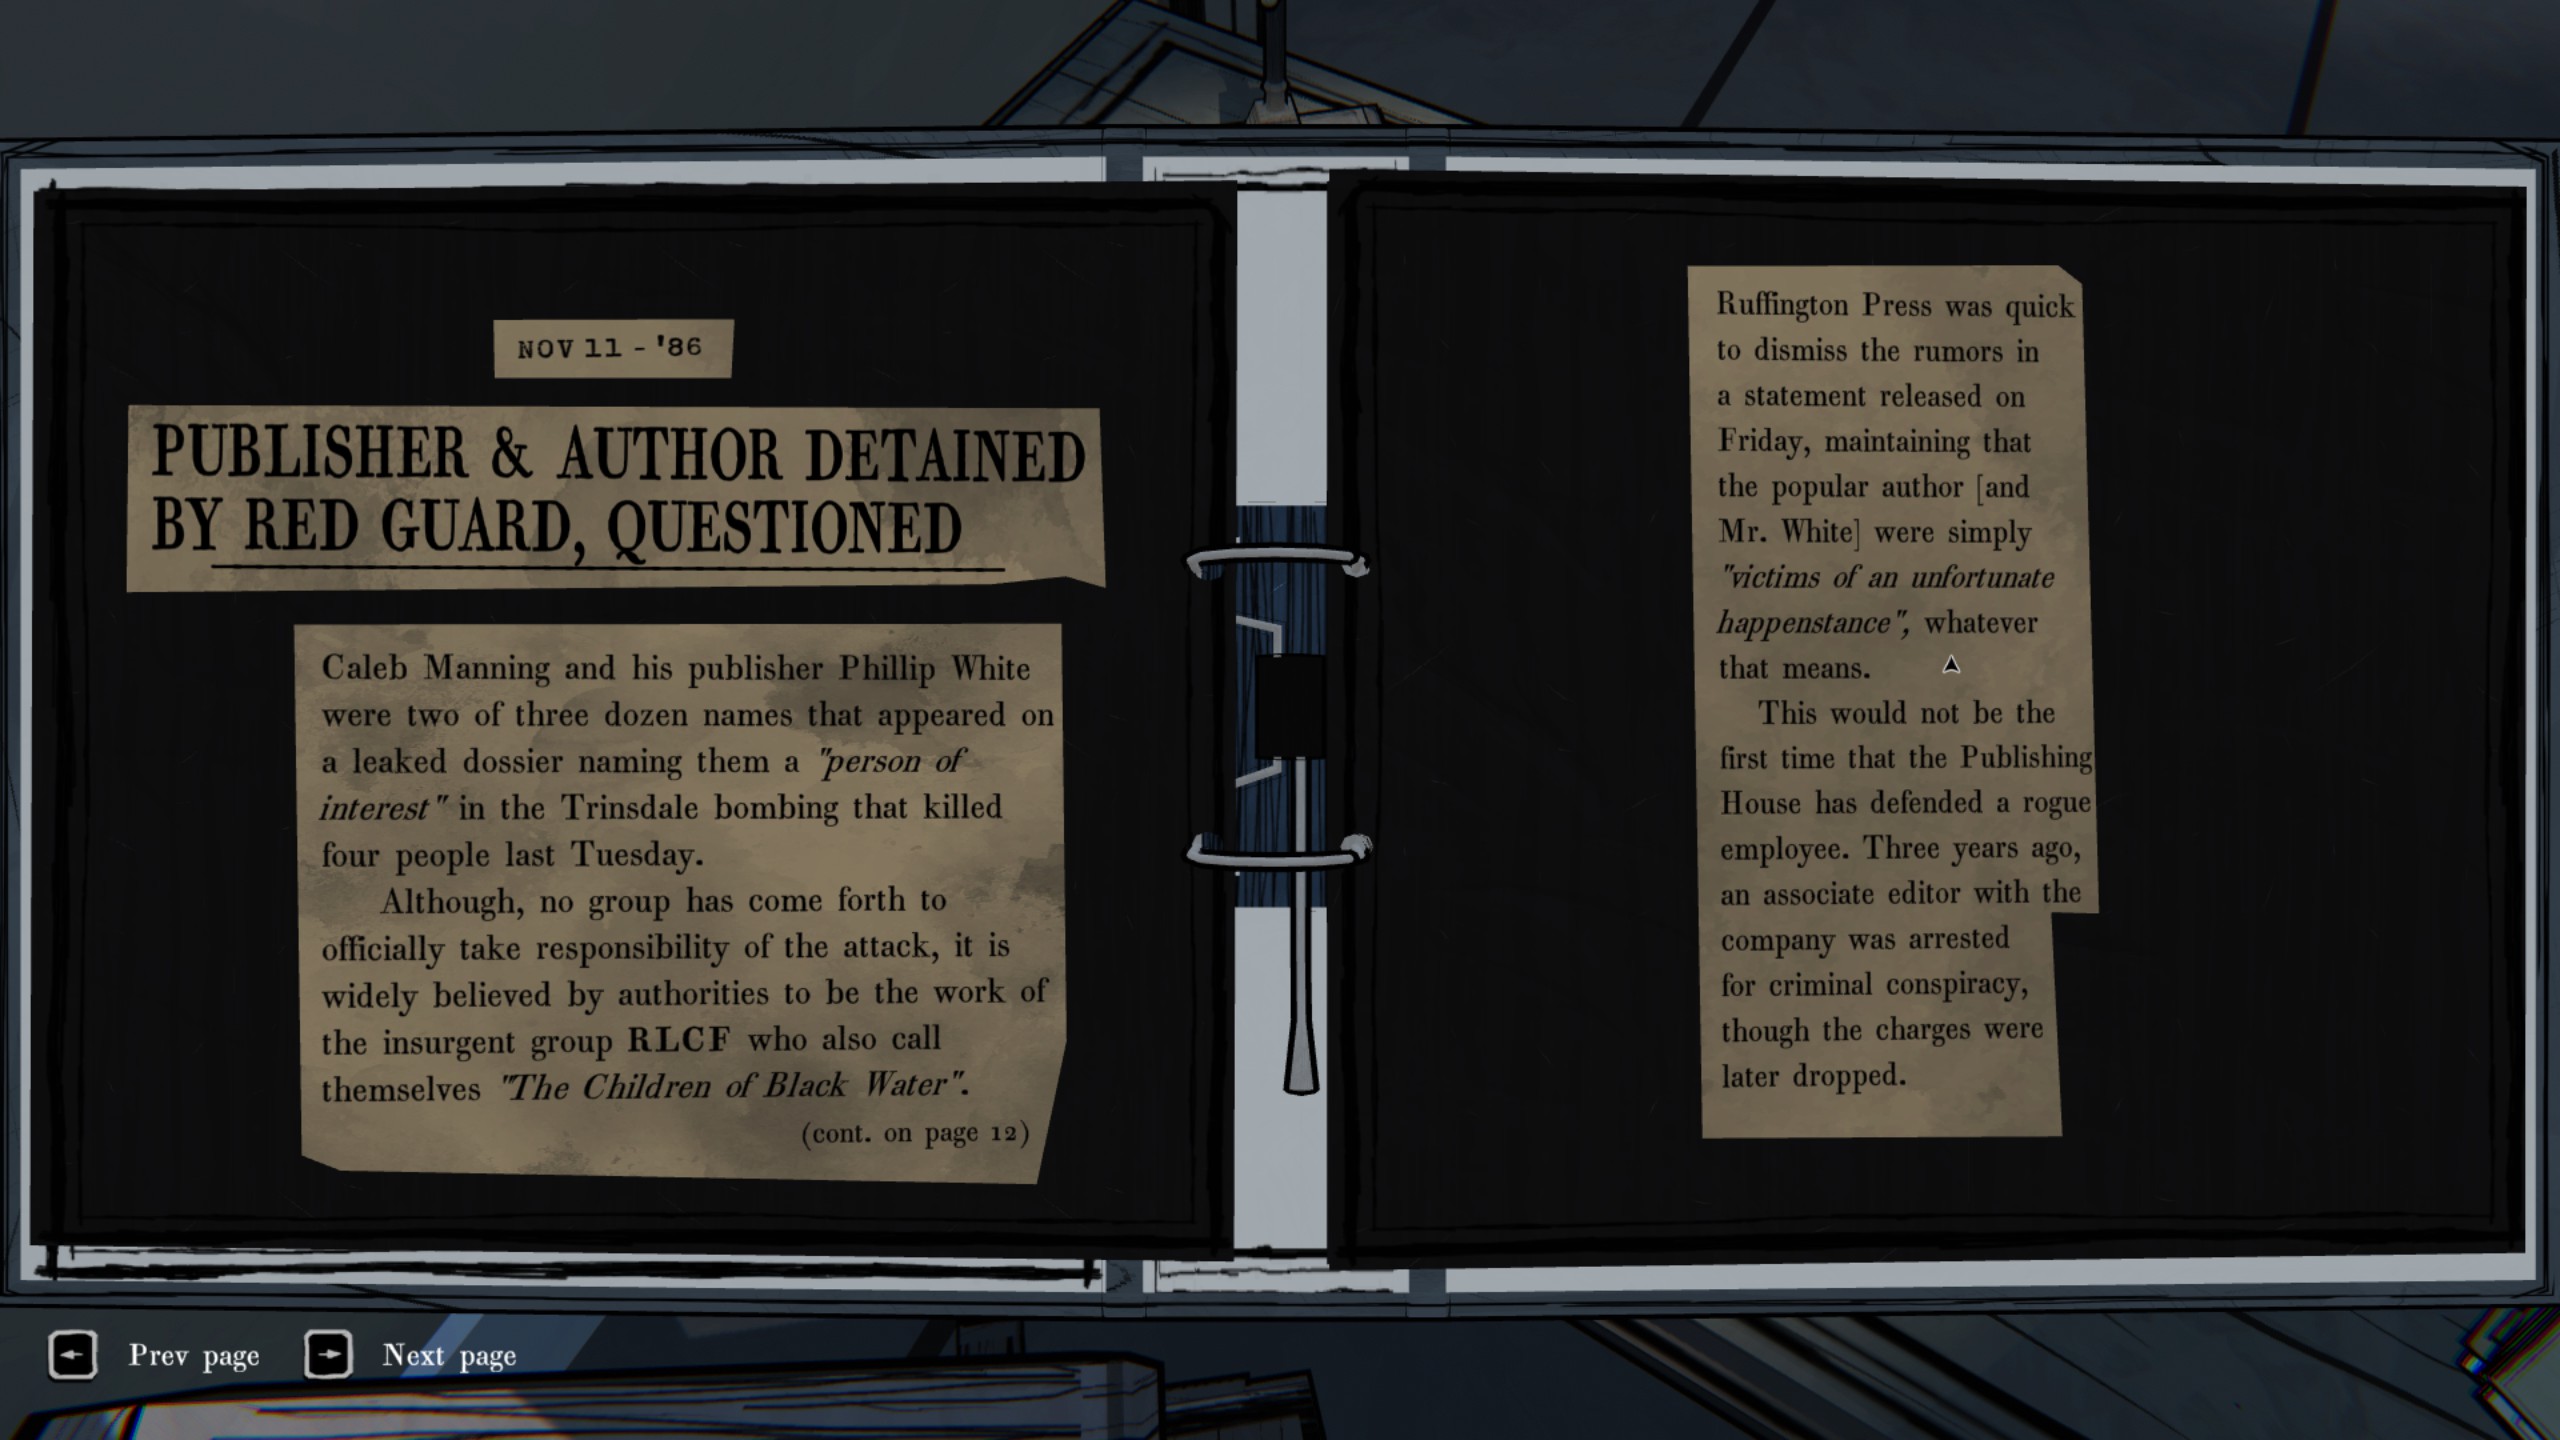 NOV 11 - '86
PUBLISHER & AUTHOR DETAINED
BY RED GUARD, QUESTIONED
Caleb Manning and his publisher Phillip White
were two of three dozen names that appeared on
a leaked dossier naming them a "person of
interest" in the Trinsdale bombing that killed
four people last Tuesday.
Although, no group has come forth to
officially take responsibility of the attack, it is
widely believed by authorities to be the work of
the insurgent group RLCF who also call
themselves "The Children of Black Water".
(cont. on page 12)
Ruffington Press was quick
to dismiss the rumors in
a statement released on
Friday, maintaining that
the popular author [and
Mr. White] were simply
"victims of an unfortunate
happenstance", whatever
that means.
This would not be the
first time that the Publishing
House has defended a rogue
employee. Three years ago,
an associate editor with the
company was arrested
for criminal conspiracy,
though the charges were
later dropped.
Prev page
Next page